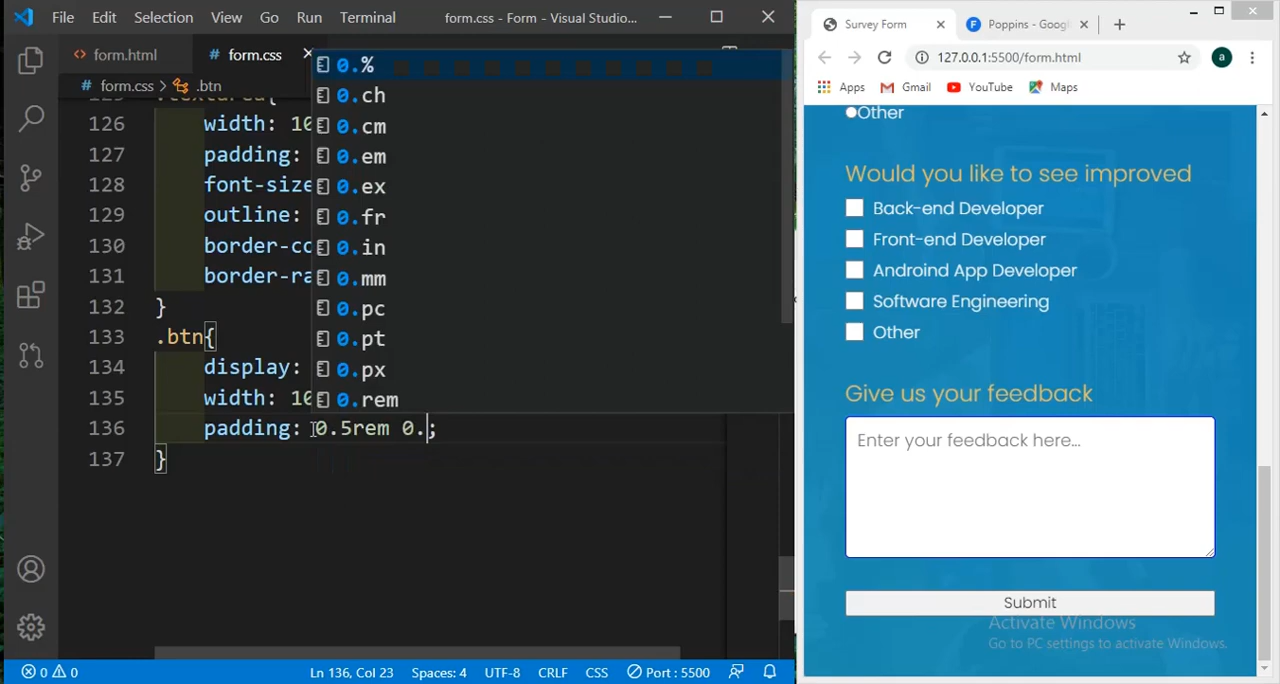 File Edit Selection View Go Run Terminal form.css - Form - Visual Studio...
form.html form.css
form.css > .btn
126 width: 10
127 padding:
128 font-size
129 outline:
130 border-co
131 border-ra
132 }
133 .btn{
134 display:
135 width: 10
136 padding: 0.5rem 0.;
137 }
0.%
0.ch
0.cm
0.em
0.ex
0.fr
0.in
0.mm
0.pc
0.pt
0.px
0.rem
0 0 Ln 136, Col 23 Spaces: 4 UTF-8 CRLF CSS Port : 5500
Survey Form Poppins - Goog
127.0.0.1:5500/form.html a
Apps Gmail YouTube Maps
Other
Would you like to see improved
Back-end Developer
Front-end Developer
Androind App Developer
Software Engineering
Other
Give us your feedback
Enter your feedback here...
Submit
Activate Windows
Go to PC settings to activate Windows.